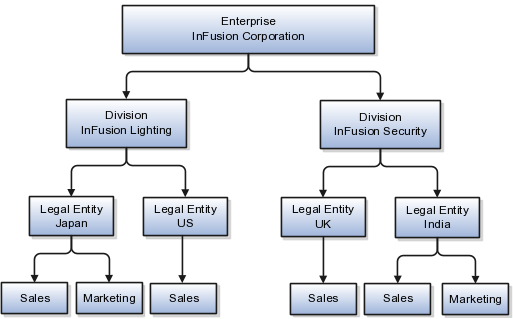 Enterprise
InFusion Corporation
Division
InFusion Lighting
Division
InFusion Security
Legal Entity
Japan
Legal Entity
US
Legal Entity
UK
Legal Entity
India
Sales
Marketing
Sales
Sales
Sales
Marketing